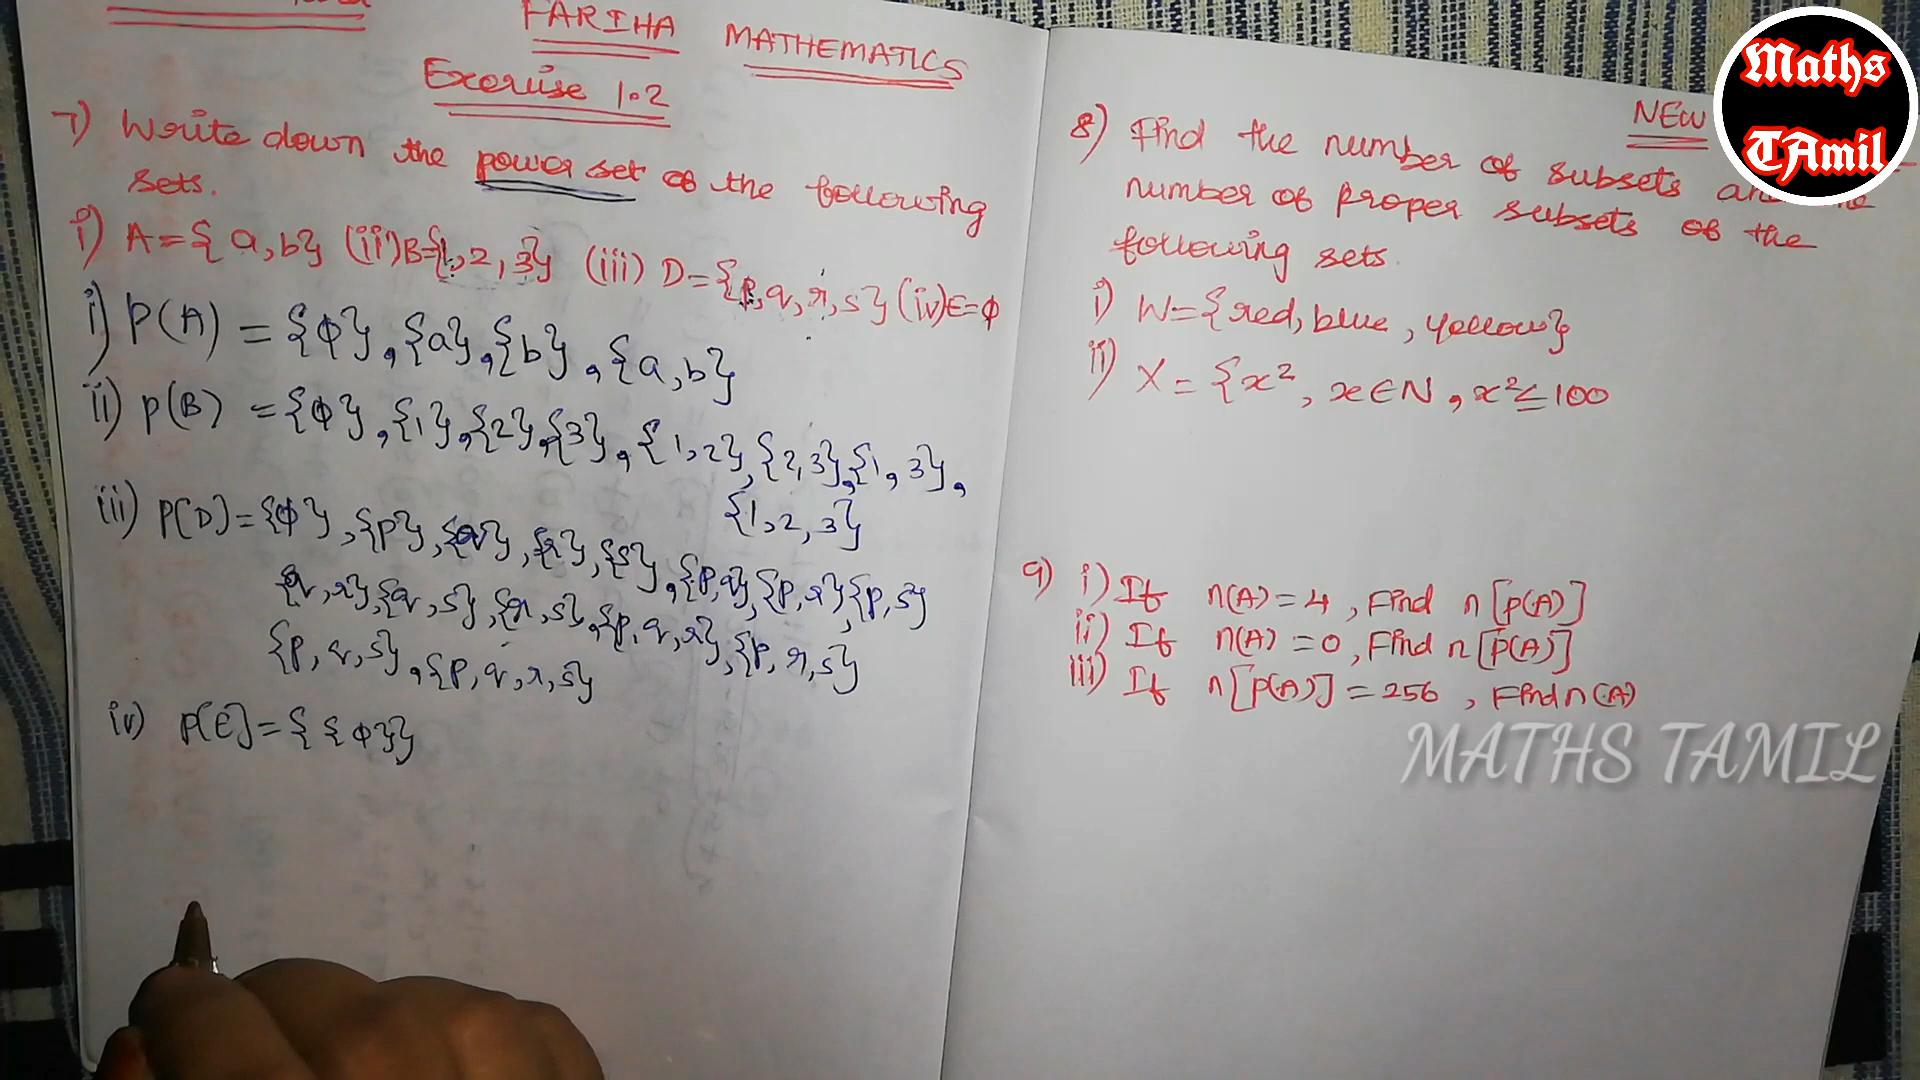 FARIHA MATHEMATICS
Exercise 1.2
7) Write down the power set of the following
sets.
i) A={a,b} (ii)B={1,2,3} (iii) D={p,q,r,s} (iv)E=ϕ
i) P(A) = {ϕ},{a},{b},{a,b}
ii) P(B) ={ϕ},{1},{2},{3},{1,2},{2,3},{1,3},
{1,2,3}
iii) P[D]={ϕ},{p},{q},{r},{s},{p,q},{p,r},{p,s}
{q,r},{q,s},{r,s},{p,q,r},{p,r,s}
{p,q,s},{p,q,r,s}
iv) P[E]={{ϕ}}
NEW
8) Find the number of subsets
number of proper subsets of the
following sets.
i) W={red, blue, yellow}
ii) X = {x², x∈N, x²≤100
9) i) If n(A)=4, Find n[p(A)]
ii) If n(A)=0, Find n[p(A)]
iii) If n[p(A)]=256, Find n(A)
Maths
TAmil
MATHS TAMIL